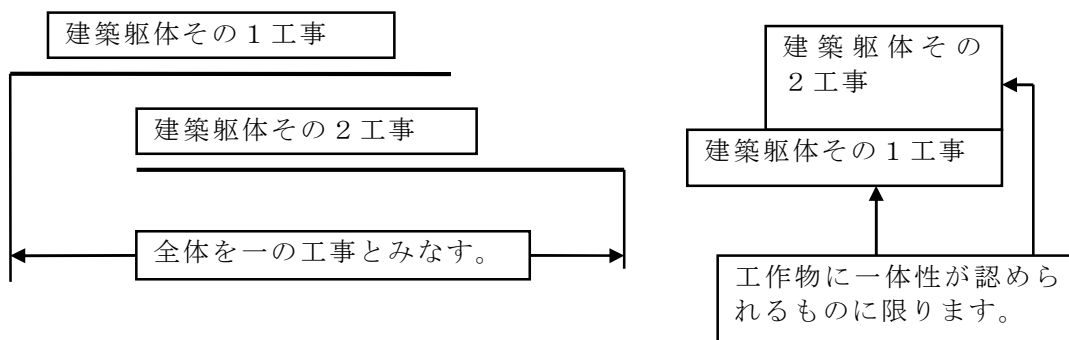 建築躯体その１工事
建築躯体その２工事
全体を一の工事とみなす。
建築躯体その
２工事
建築躯体その１工事
工作物に一体性が認めら
れるものに限ります。